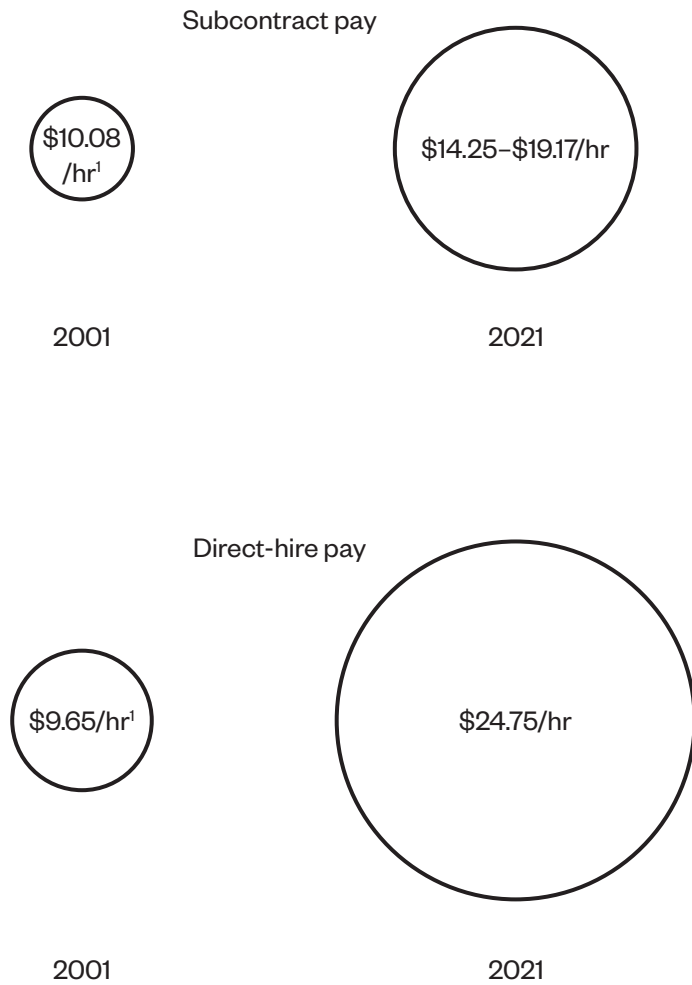 Subcontract pay
$10.08
/hr¹
$14.25–$19.17/hr
2001
2021
Direct-hire pay
$9.65/hr¹
$24.75/hr
2001
2021